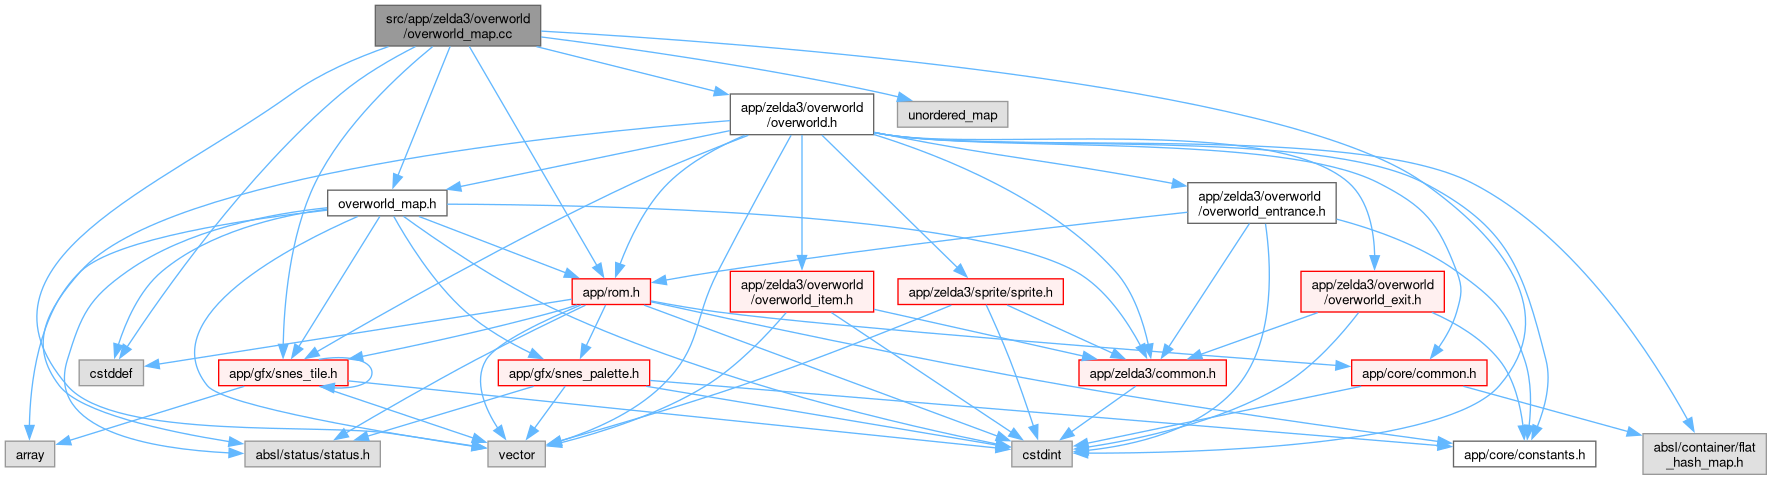 src/app/zelda3/overworld
/overworld_map.cc
app/zelda3/overworld
/overworld.h
unordered_map
overworld_map.h
app/zelda3/overworld
/overworld_entrance.h
app/rom.h
app/zelda3/overworld
/overworld_item.h
app/zelda3/sprite/sprite.h
app/zelda3/overworld
/overworld_exit.h
cstddef
app/gfx/snes_tile.h
app/gfx/snes_palette.h
app/zelda3/common.h
app/core/common.h
array
absl/status/status.h
vector
cstdint
app/core/constants.h
absl/container/flat
_hash_map.h